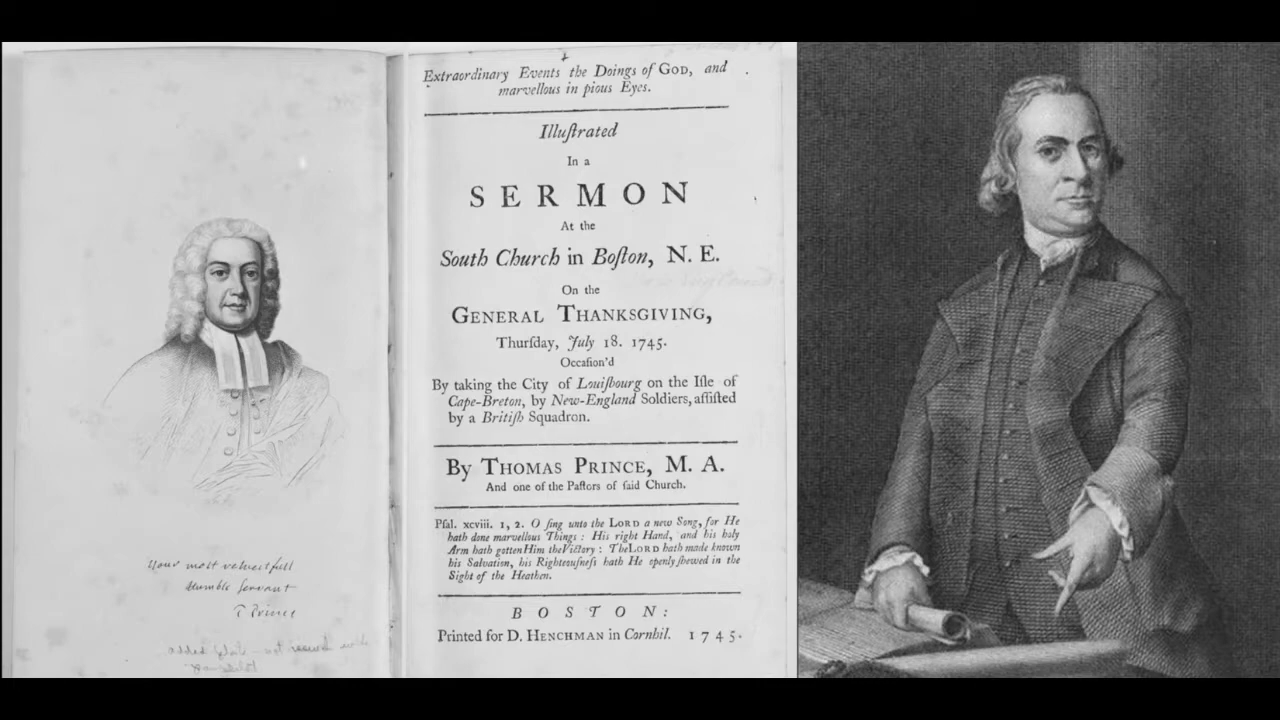 Your most
Humble Servant
T Prince
Extraordinary Events the Doings of GOD, and
marvellous in pious Eyes.
Illuſtrated
In a
SERMON
At the
South Church in Boſton, N. E.
On the
GENERAL THANKSGIVING,
Thurſday, July 18. 1745.
Occaſion'd
By taking the City of Louiſbourg on the Iſle of
Cape-Breton, by New-England Soldiers, aſſiſted
by a Britiſh Squadron.
By THOMAS PRINCE, M. A.
And one of the Paſtors of ſaid Church.
Pſal. xcviii. 1, 2. O ſing unto the LORD a new Song, for He
hath done marvellous Things : His right Hand, and his holy
Arm hath gotten Him the Victory : The LORD hath made known
his Salvation, his Righteouſneſs hath He openly ſhewed in the
Sight of the Heathen.
BOSTON:
Printed for D. HENCHMAN in Cornhil. 1745.